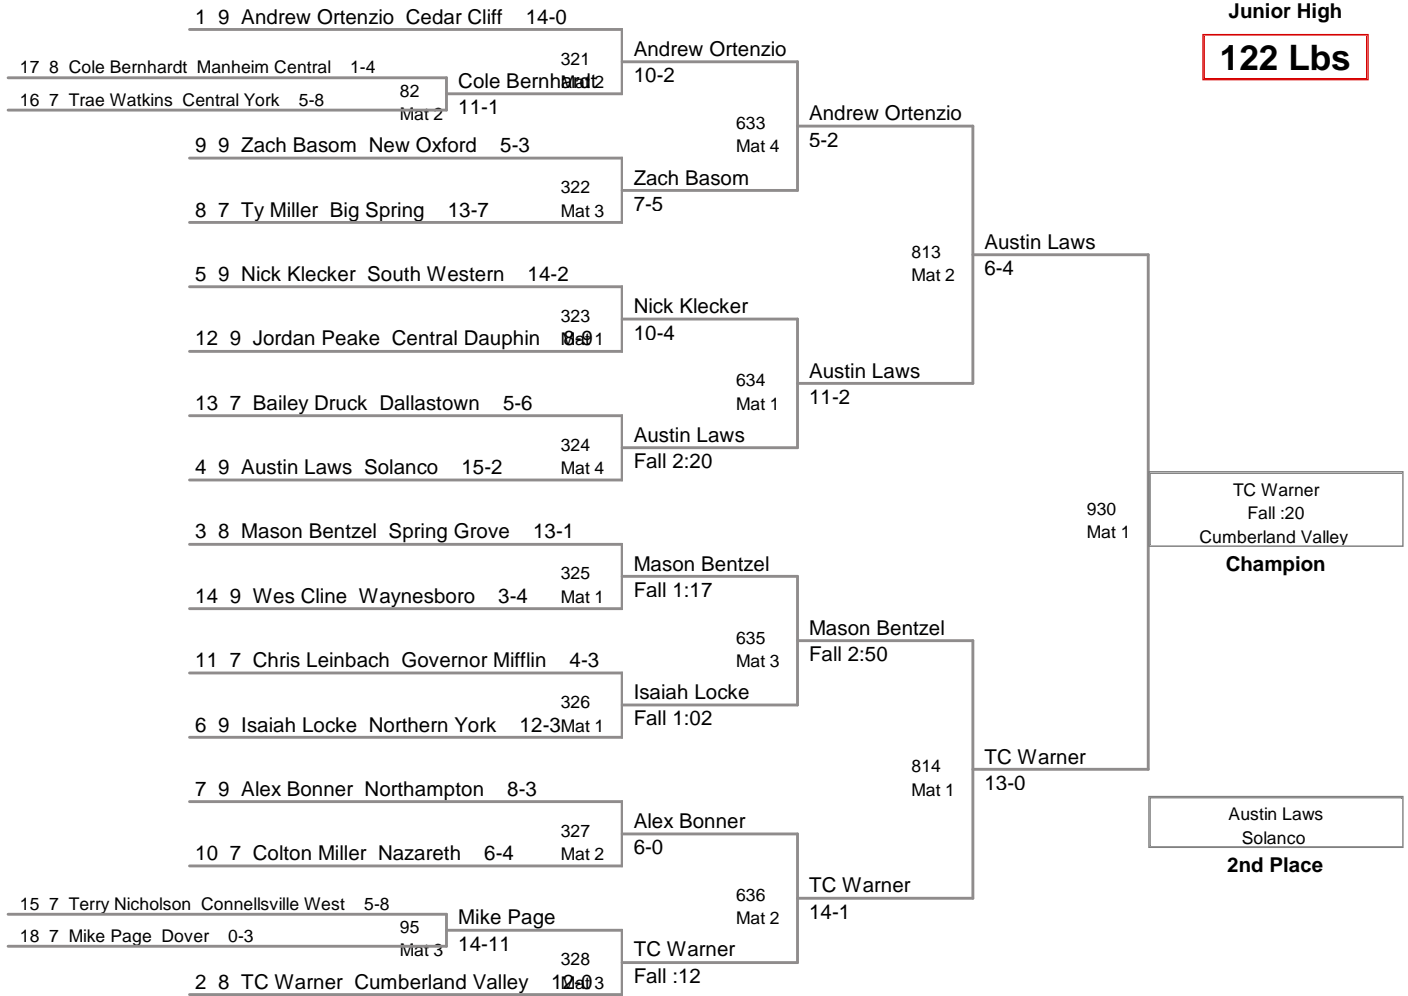 Junior High
122 Lbs
1 9 Andrew Ortenzio Cedar Cliff 14-0
17 8 Cole Bernhardt Manheim Central 1-4
16 7 Trae Watkins Central York 5-8
82
Mat 2
Cole Bernhardt
11-1
321
Mat 2
Andrew Ortenzio
10-2
9 9 Zach Basom New Oxford 5-3
8 7 Ty Miller Big Spring 13-7
322
Mat 3
Zach Basom
7-5
633
Mat 4
Andrew Ortenzio
5-2
5 9 Nick Klecker South Western 14-2
12 9 Jordan Peake Central Dauphin 8-9
323
Mat 1
Nick Klecker
10-4
13 7 Bailey Druck Dallastown 5-6
4 9 Austin Laws Solanco 15-2
324
Mat 4
Austin Laws
Fall 2:20
634
Mat 1
Austin Laws
11-2
813
Mat 2
Austin Laws
6-4
3 8 Mason Bentzel Spring Grove 13-1
14 9 Wes Cline Waynesboro 3-4
325
Mat 1
Mason Bentzel
Fall 1:17
11 7 Chris Leinbach Governor Mifflin 4-3
6 9 Isaiah Locke Northern York 12-3
326
Mat 1
Isaiah Locke
Fall 1:02
635
Mat 3
Mason Bentzel
Fall 2:50
7 9 Alex Bonner Northampton 8-3
10 7 Colton Miller Nazareth 6-4
327
Mat 2
Alex Bonner
6-0
15 7 Terry Nicholson Connellsville West 5-8
18 7 Mike Page Dover 0-3
95
Mat 3
Mike Page
14-11
2 8 TC Warner Cumberland Valley 12-0
328
Mat 3
TC Warner
Fall :12
636
Mat 2
TC Warner
14-1
814
Mat 1
TC Warner
13-0
930
Mat 1
TC Warner
Fall :20
Cumberland Valley
Champion
Austin Laws
Solanco
2nd Place